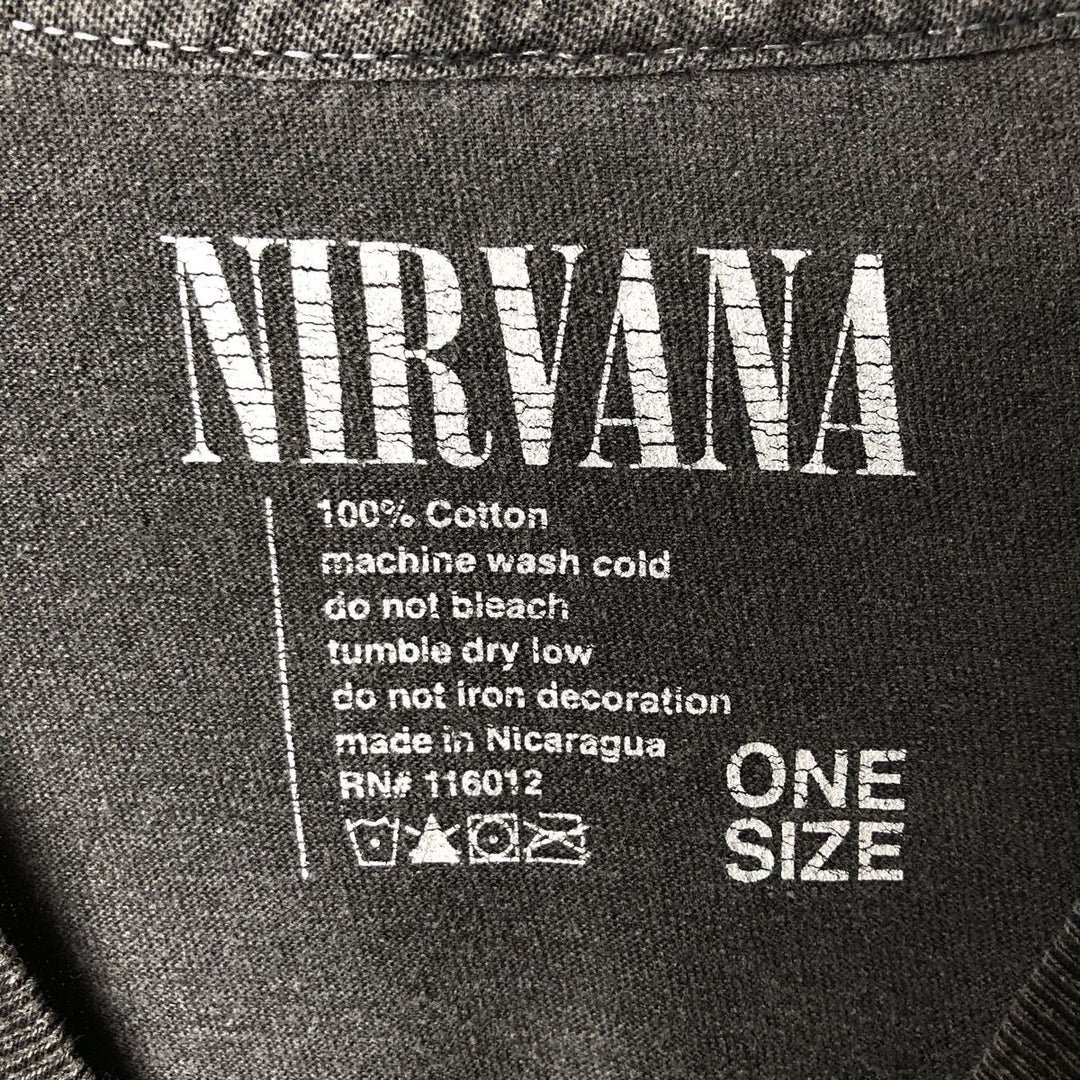 NIRVANA
100% Cotton
machine wash cold
do not bleach
tumble dry low
do not iron decoration
made in Nicaragua
RN# 116012
ONE
SIZE